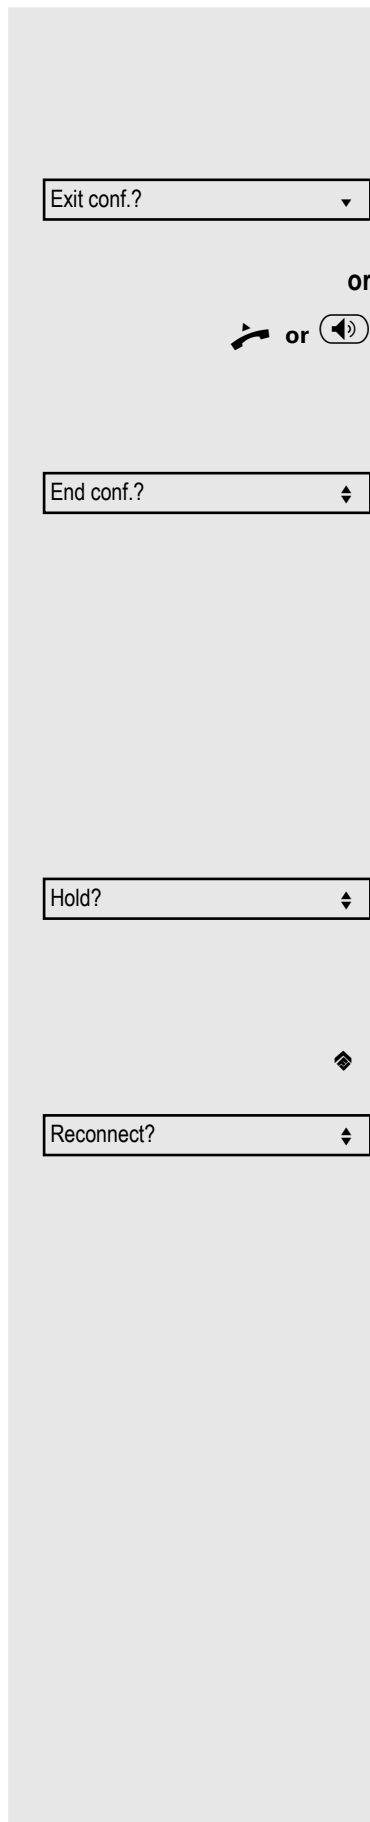 Exit conf.?
or
or
End conf.?
Hold?
Reconnect?